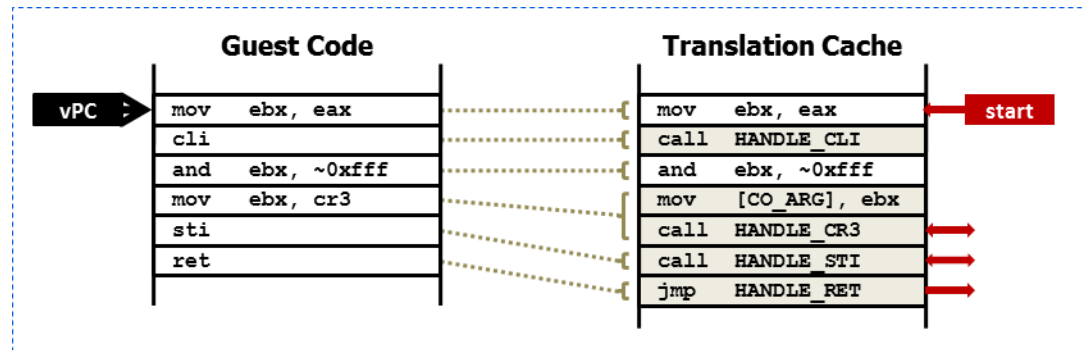 Guest Code Translation Cache
vPC mov ebx, eax mov ebx, eax start
cli call HANDLE_CLI
and ebx, ~0xfff and ebx, ~0xfff
mov ebx, cr3 mov [CO_ARG], ebx
sti call HANDLE_CR3
ret call HANDLE_STI
jmp HANDLE_RET